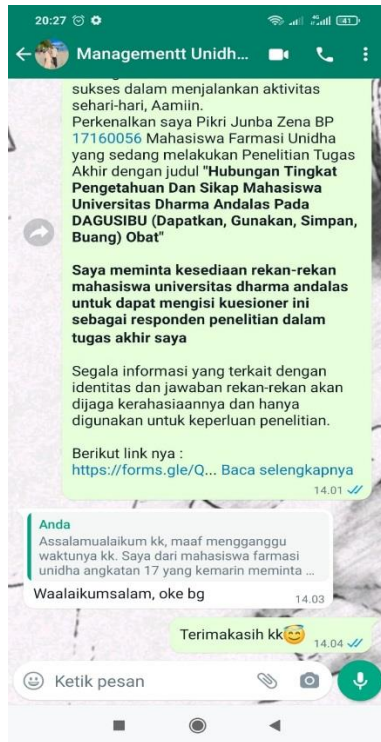 20:27
41
Managementt Unidh...
sukses dalam menjalankan aktivitas
sehari-hari, Aamiin.
Perkenalkan saya Pikri Junba Zena BP
17160056 Mahasiswa Farmasi Unidha
yang sedang melakukan Penelitian Tugas
Akhir dengan judul "Hubungan Tingkat
Pengetahuan Dan Sikap Mahasiswa
Universitas Dharma Andalas Pada
DAGUSIBU (Dapatkan, Gunakan, Simpan,
Buang) Obat"
Saya meminta kesediaan rekan-rekan
mahasiswa universitas dharma andalas
untuk dapat mengisi kuesioner ini
sebagai responden penelitian dalam
tugas akhir saya
Segala informasi yang terkait dengan
identitas dan jawaban rekan-rekan akan
dijaga kerahasiaannya dan hanya
digunakan untuk keperluan penelitian.
Berikut link nya :
https://forms.gle/Q... Baca selengkapnya
14.01
Anda
Assalamualaikum kk, maaf mengganggu
waktunya kk. Saya dari mahasiswa farmasi
unidha angkatan 17 yang kemarin meminta ...
Waalaikumsalam, oke bg
14.03
Terimakasih kk😇
14.04
Ketik pesan